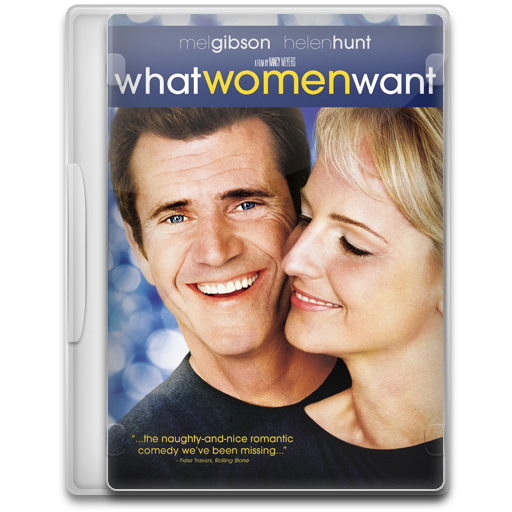 melgibson helenhunt
A FILM BY NANCY MEYERS
whatwomenwant
"...the naughty-and-nice romantic
comedy we've been missing..."
- Peter Travers, Rolling Stone